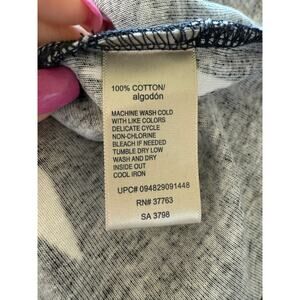 100% COTTON/
algodón
MACHINE WASH COLD
WITH LIKE COLORS
DELICATE CYCLE
NON-CHLORINE
BLEACH IF NEEDED
TUMBLE DRY LOW
WASH AND DRY
INSIDE OUT
COOL IRON
UPC# 094829091448
RN# 37763
SA 3798